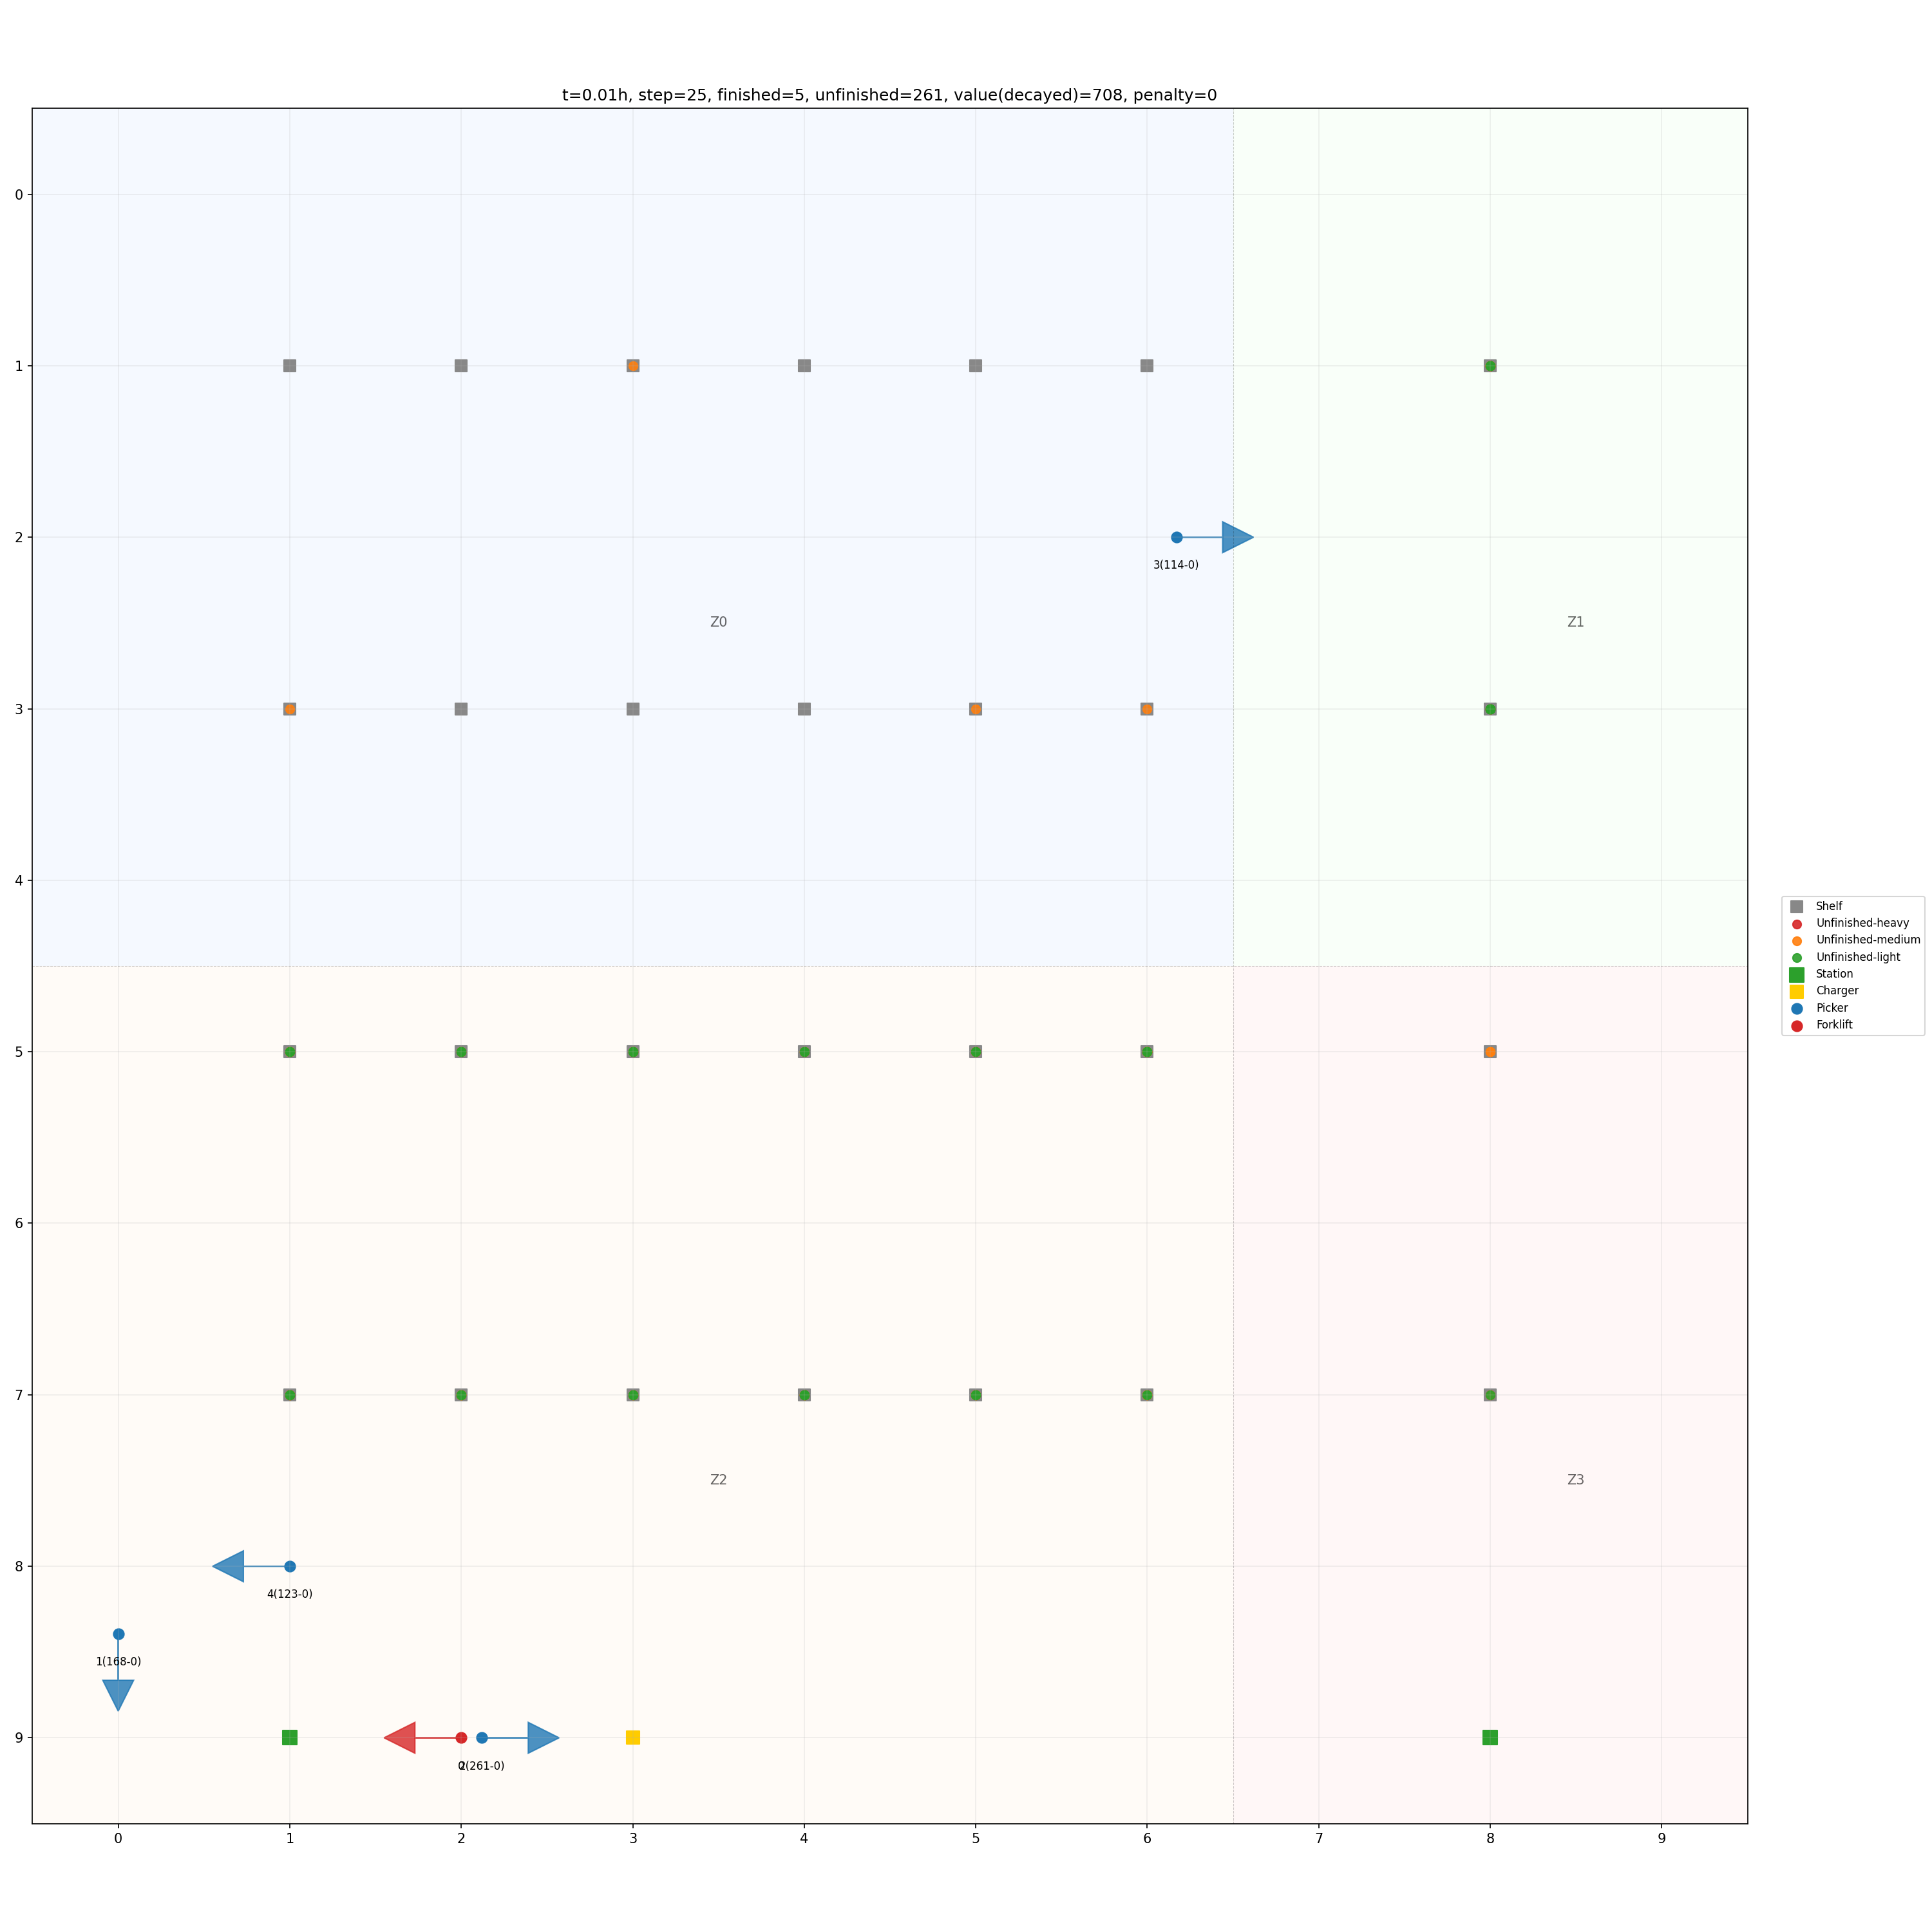 t=0.01h, step=25, finished=5, unfinished=261, value(decayed)=708, penalty=0
0
1
2
3(114-0)
Z0
Z1
3
4
Shelf
Unfinished-heavy
Unfinished-medium
Unfinished-light
Station
Charger
Picker
Forklift
5
6
7
Z2
Z3
8
4(123-0)
1(168-0)
9
2(261-0)
0 1 2 3 4 5 6 7 8 9